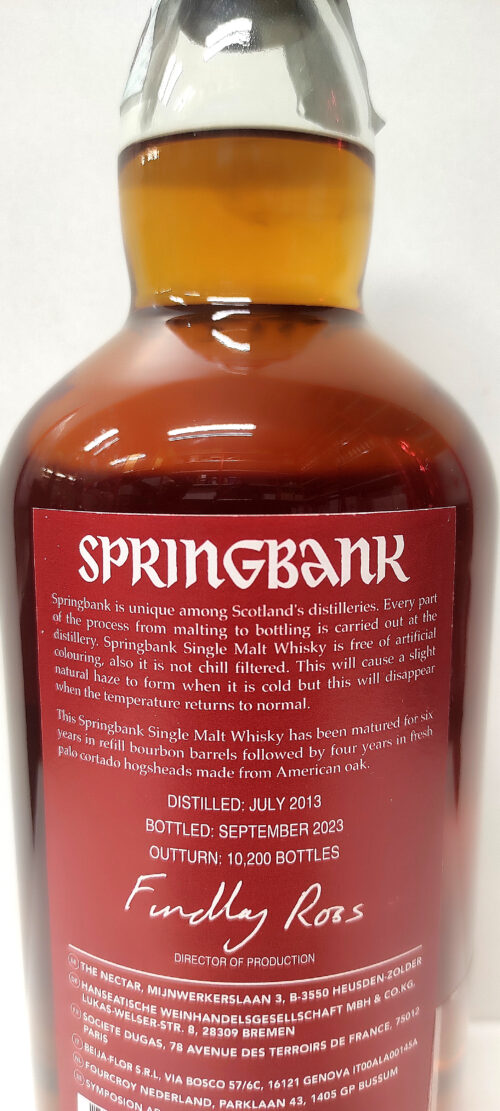 SPRINGBANK
Springbank is unique among Scotland's distilleries. Every part
of the process from malting to bottling is carried out at the
distillery. Springbank Single Malt Whisky is free of artificial
colouring, also it is not chill filtered. This will cause a slight
natural haze to form when it is cold but this will disappear
when the temperature returns to normal.
This Springbank Single Malt Whisky has been matured for six
years in refill bourbon barrels followed by four years in fresh
palo cortado hogsheads made from American oak.
DISTILLED: JULY 2013
BOTTLED: SEPTEMBER 2023
OUTTURN: 10,200 BOTTLES
Findlay Ross
DIRECTOR OF PRODUCTION
THE NECTAR, MIJNWERKERSLAAN 3, B-3550 HEUSDEN-ZOLDER
HANSEATISCHE WEINHANDELSGESELLSCHAFT MBH & CO.KG,
LUKAS-WELSER-STR. 8, 28309 BREMEN
SOCIETE DUGAS, 78 AVENUE DES TERROIRS DE FRANCE, 75012
PARIS
BEIJA-FLOR S.R.L, VIA BOSCO 57/6C, 16121 GENOVA IT00ALA00145A
FOURCROY NEDERLAND, PARKLAAN 43, 1405 GP BUSSUM
SYMPOSION